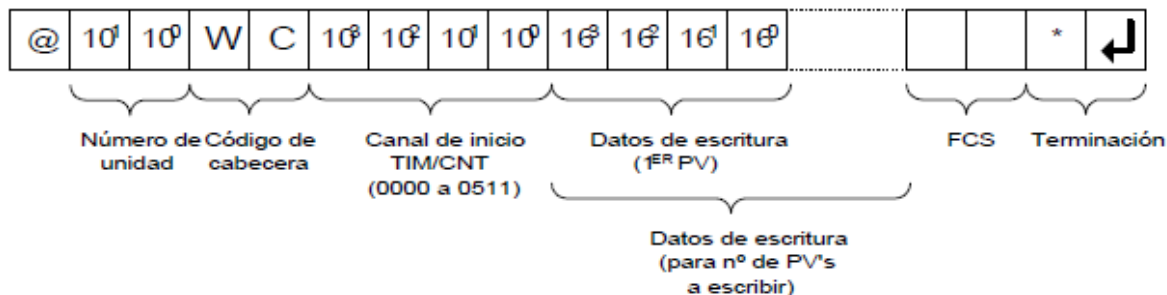 @ 10¹ 10⁰ W C 10³ 10² 10¹ 10⁰ 16³ 16² 16¹ 16⁰ * ↵
Número de unidad
Código de cabecera
Canal de inicio
TIM/CNT
(0000 a 0511)
Datos de escritura
(1ᴱᴿ PV)
FCS
Terminación
Datos de escritura
(para nº de PV's
a escribir)